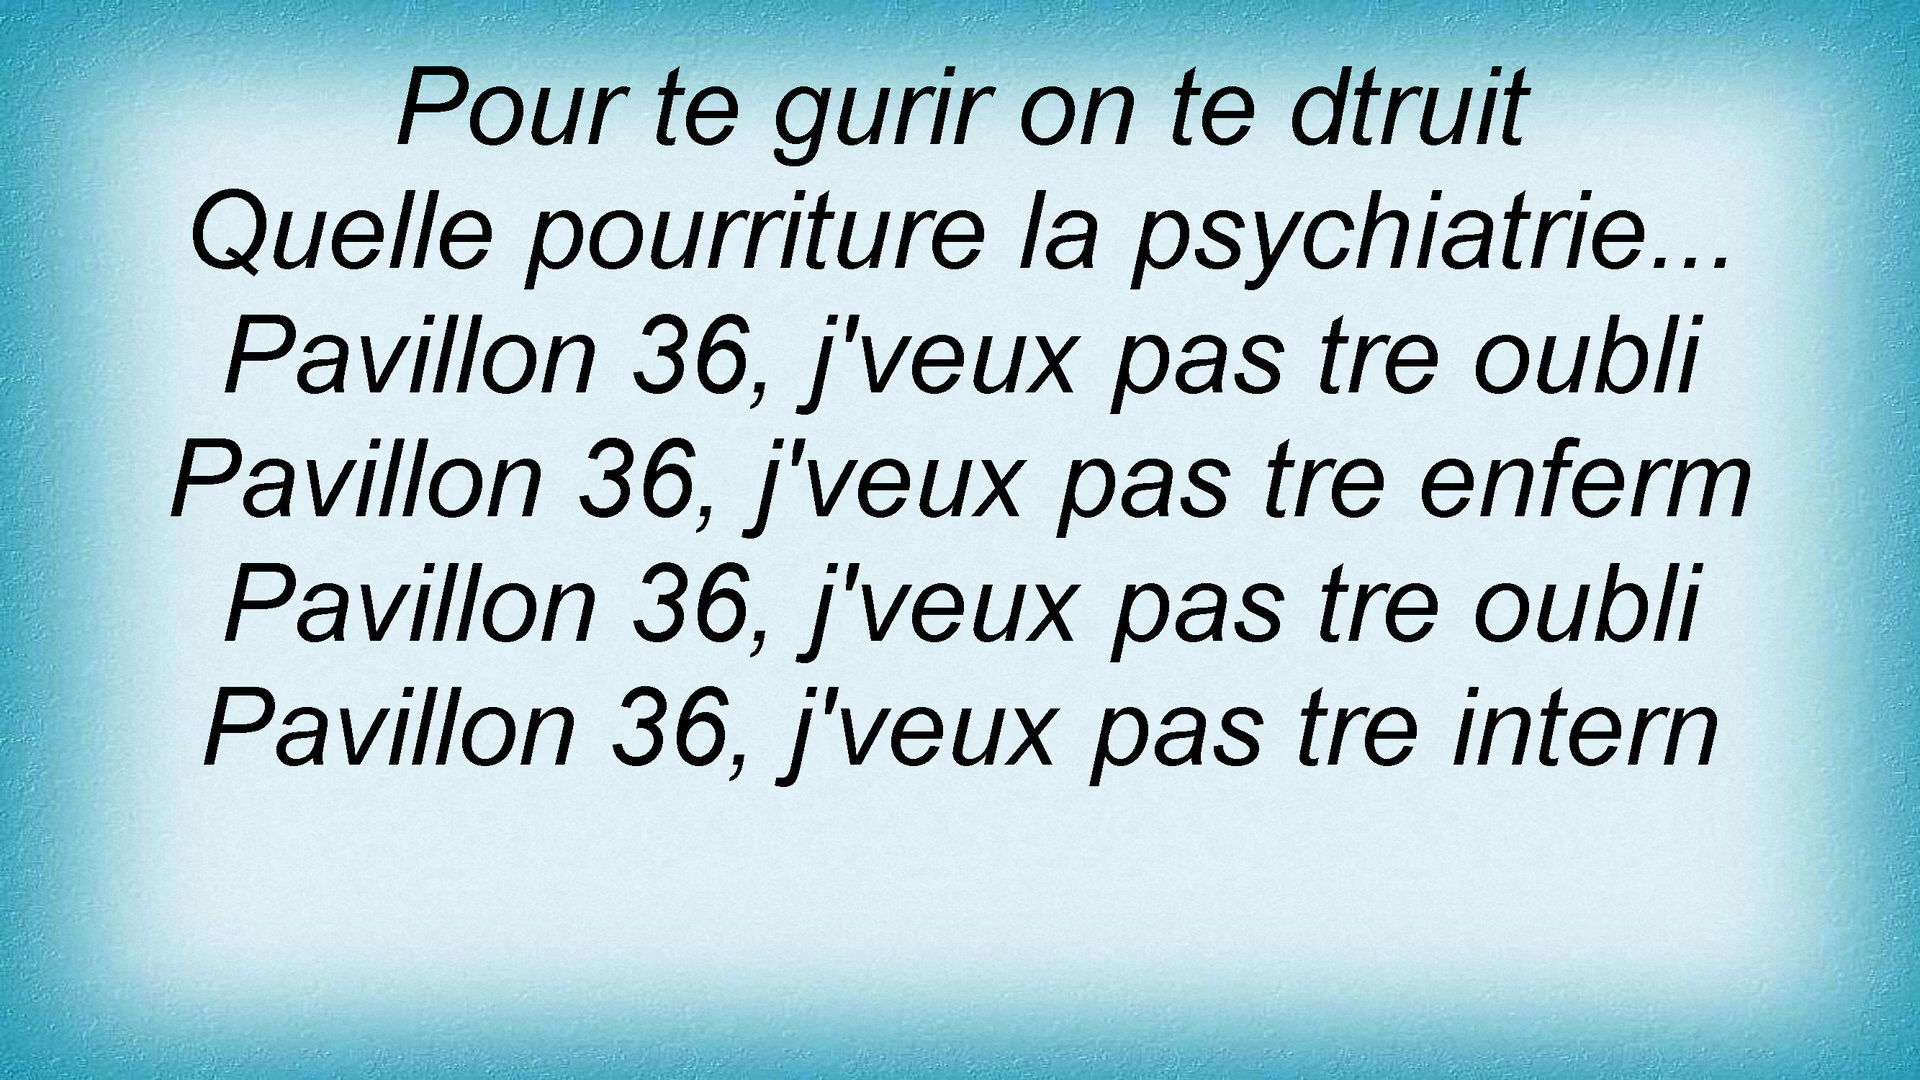 Pour te gurir on te dtruit
Quelle pourriture la psychiatrie...
Pavillon 36, j'veux pas tre oubli
Pavillon 36, j'veux pas tre enferm
Pavillon 36, j'veux pas tre oubli
Pavillon 36, j'veux pas tre intern